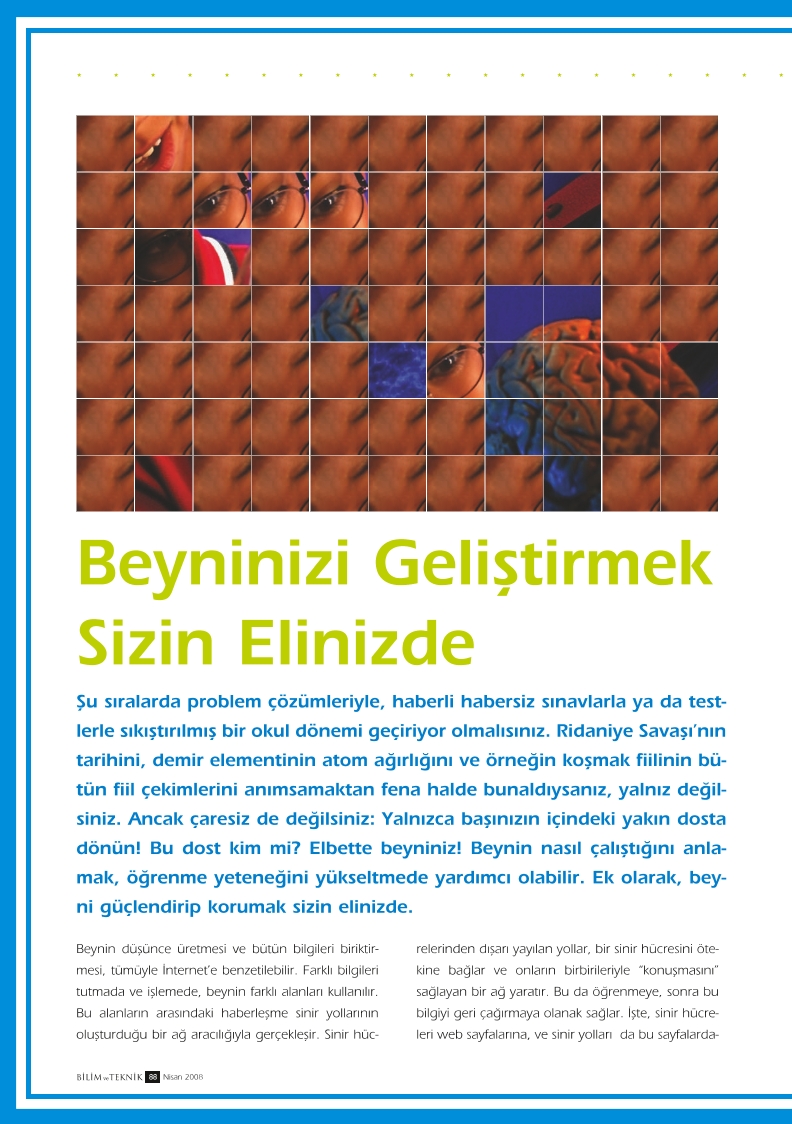 Beyninizi Geliştirmek
Sizin Elinizde
Şu sıralarda problem çözümleriyle, haberli habersiz sınavlarla ya da test-
lerle sıkıştırılmış bir okul dönemi geçiriyor olmalısınız. Ridaniye Savaşı’nın
tarihini, demir elementinin atom ağırlığını ve örneğin koşmak fiilinin bü-
tün fiil çekimlerini anımsamaktan fena halde bunaldıysanız, yalnız değil-
siniz. Ancak çaresiz de değilsiniz: Yalnızca başınızın içindeki yakın dosta
dönün! Bu dost kim mi? Elbette beyniniz! Beynin nasıl çalıştığını anla-
mak, öğrenme yeteneğini yükseltmede yardımcı olabilir. Ek olarak, bey-
ni güçlendirip korumak sizin elinizde.
Beynin düşünce üretmesi ve bütün bilgileri biriktir-
mesi, tümüyle İnternet’e benzetilebilir. Farklı bilgileri
tutmada ve işlemede, beynin farklı alanları kullanılır.
Bu alanların arasındaki haberleşme sinir yollarının
oluşturduğu bir ağ aracılığıyla gerçekleşir. Sinir hüc-
relerinden dışarı yayılan yollar, bir sinir hücresini öte-
kine bağlar ve onların birbirileriyle “konuşmasını”
sağlayan bir ağ yaratır. Bu da öğrenmeye, sonra bu
bilgiyi geri çağırmaya olanak sağlar. İşte, sinir hücre-
leri web sayfalarına, ve sinir yolları da bu sayfalarda-
BİLİM ve TEKNİK 88 Nisan 2008